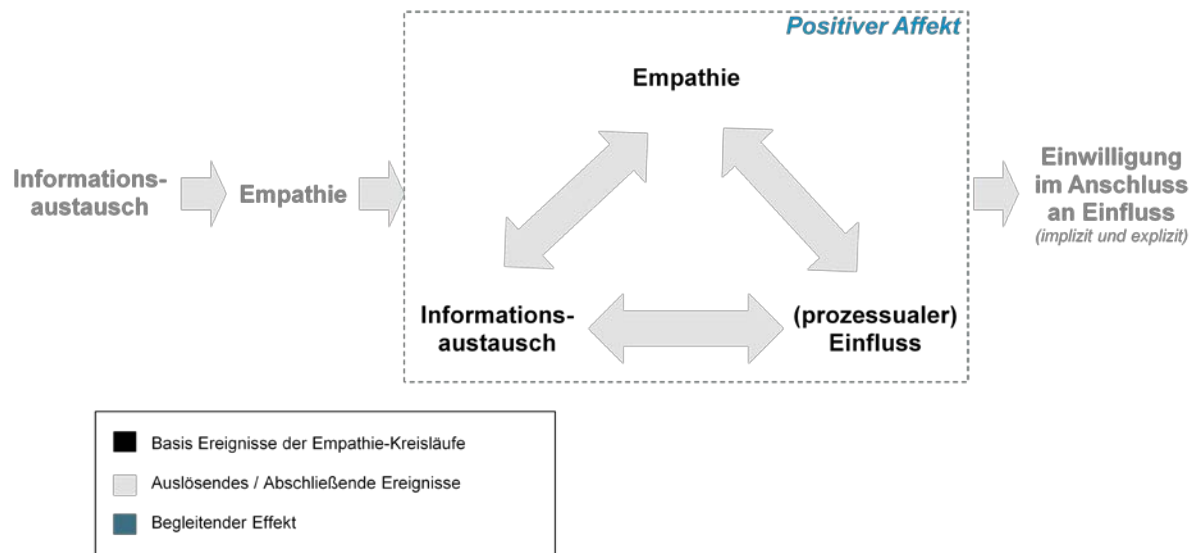 Positiver Affekt
Empathie
Informations-
austausch
Empathie
Einwilligung
im Anschluss
an Einfluss
(implizit und explizit)
Informations-
austausch
(prozessualer)
Einfluss
Basis Ereignisse der Empathie-Kreisläufe
Auslösendes / Abschließende Ereignisse
Begleitender Effekt